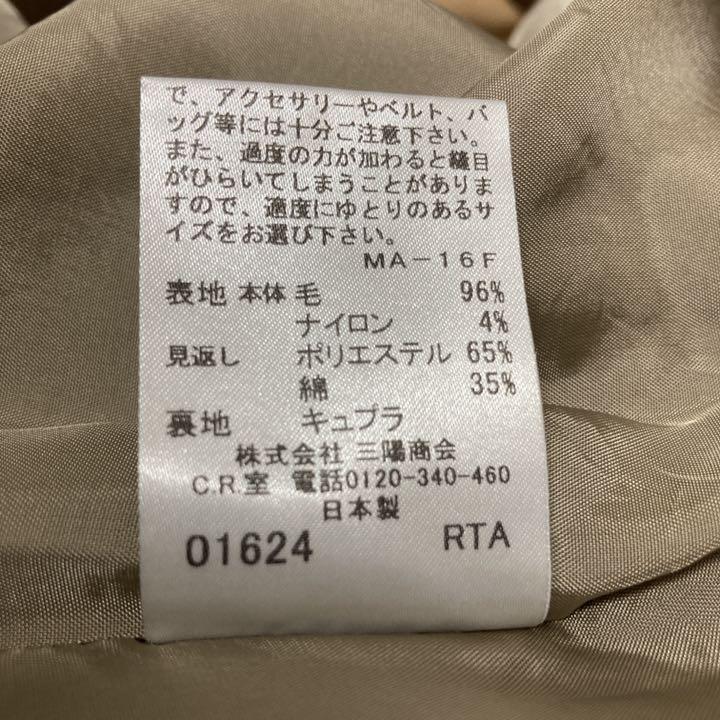 で、アクセサリーやベルト、バ
ッグ等には十分ご注意下さい。
また、過度の力が加わると縫目
がひらいてしまうことがありま
すので、適度にゆとりのあるサ
イズをお選び下さい。
MA-16F
表地 本体 毛 96%
ナイロン 4%
見返し ポリエステル 65%
綿 35%
裏地 キュプラ
株式会社 三陽商会
C.R.室 電話0120-340-460
日本製
01624 RTA